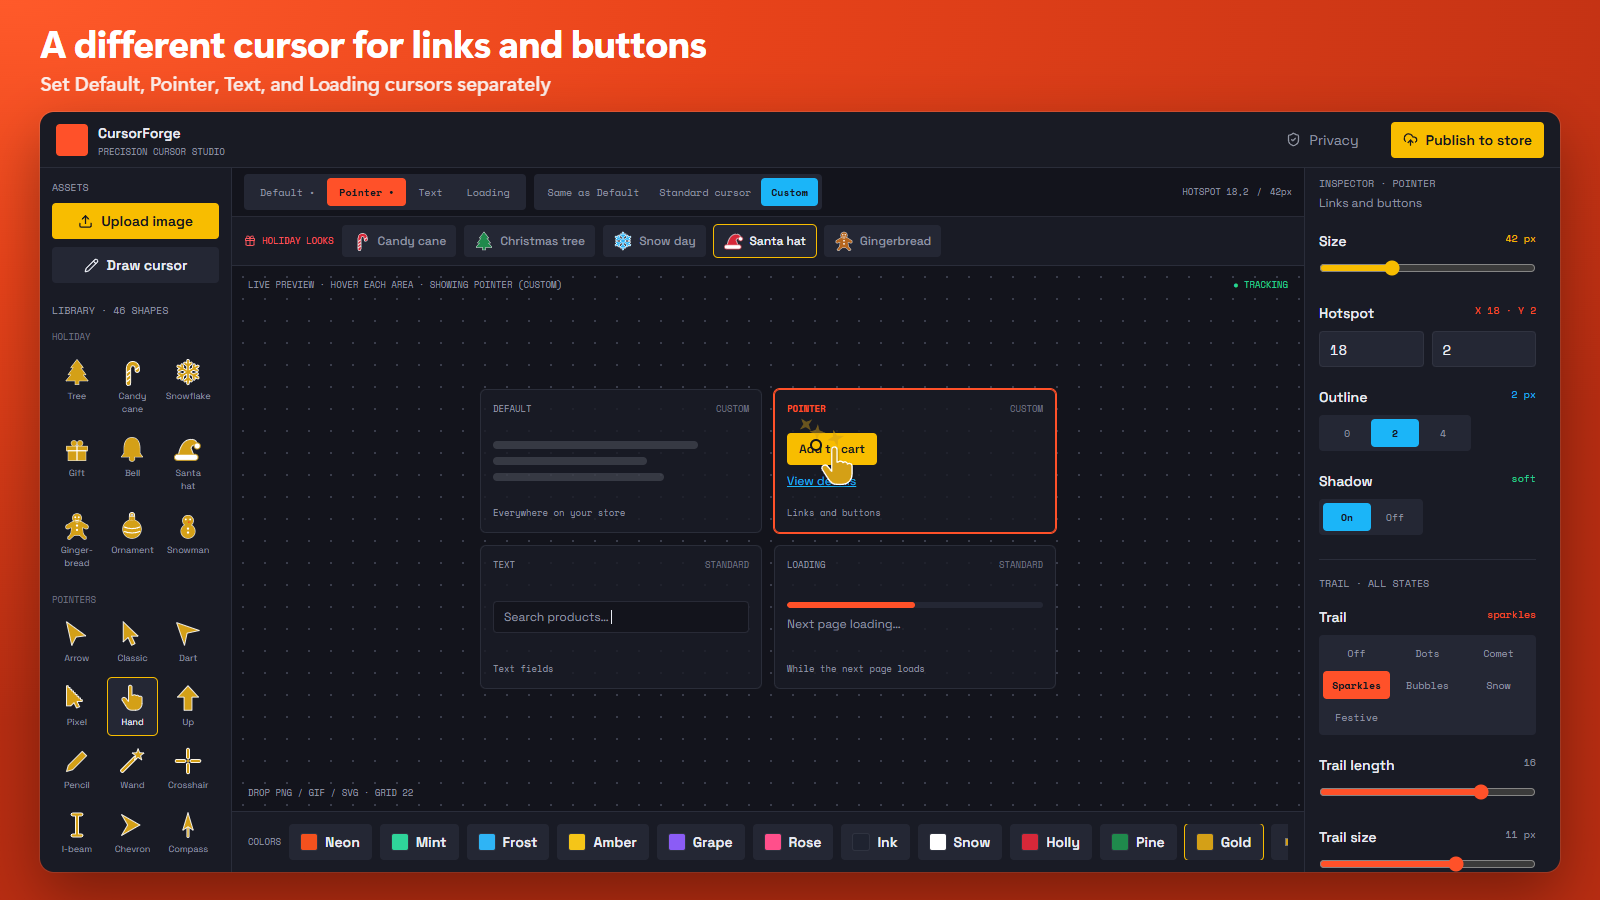 A different cursor for links and buttons
Set Default, Pointer, Text, and Loading cursors separately
CursorForge
PRECISION CURSOR STUDIO
Privacy
Publish to store
ASSETS
Upload image
Draw cursor
LIBRARY · 46 SHAPES
HOLIDAY
Tree
Candy cane
Snowflake
Gift
Bell
Santa hat
Ginger-bread
Ornament
Snowman
POINTERS
Arrow
Classic
Dart
Pixel
Hand
Up
Pencil
Wand
Crosshair
I-beam
Chevron
Compass
Default •
Pointer •
Text
Loading
Same as Default
Standard cursor
Custom
HOTSPOT 18,2 / 42px
HOLIDAY LOOKS
Candy cane
Christmas tree
Snow day
Santa hat
Gingerbread
LIVE PREVIEW · HOVER EACH AREA · SHOWING POINTER (CUSTOM)
• TRACKING
DEFAULT
CUSTOM
Everywhere on your store
POINTER
CUSTOM
Add to cart
View details
Links and buttons
TEXT
STANDARD
Search products...
Text fields
LOADING
STANDARD
Next page loading...
While the next page loads
DROP PNG / GIF / SVG · GRID 22
COLORS
Neon
Mint
Frost
Amber
Grape
Rose
Ink
Snow
Holly
Pine
Gold
INSPECTOR · POINTER
Links and buttons
Size
42 px
Hotspot
X 18 · Y 2
18
2
Outline
2 px
0
2
4
Shadow
soft
On
Off
TRAIL · ALL STATES
Trail
sparkles
Off
Dots
Comet
Sparkles
Bubbles
Snow
Festive
Trail length
16
Trail size
11 px